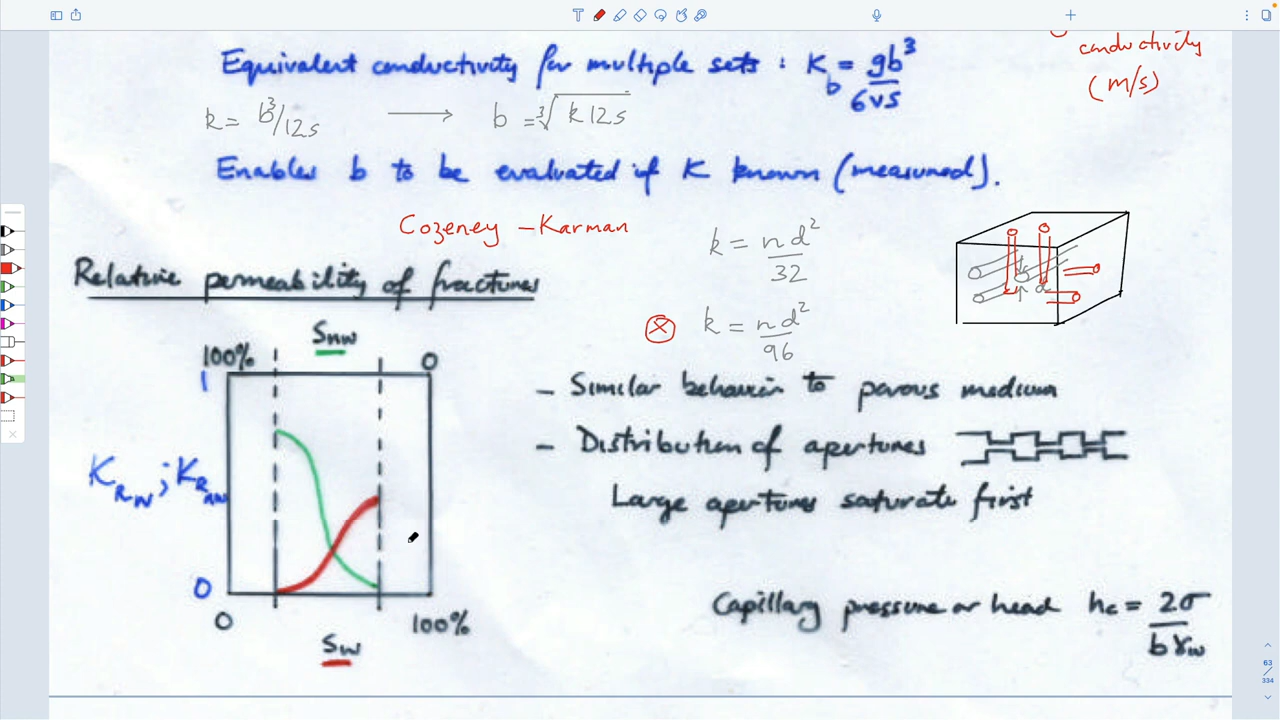 conductivity
(m/s)
Equivalent conductivity for multiple sets : K_b = gb³/6νs
k = b³/12s ⟶ b = ∛(k12s)
Enables b to be evaluated if K known (measured).
Cozeney - Karman
k = nd²/32
Relative permeability of fractures
ⓧ k = nd²/96
Snw
100% 0
1
- Similar behavior to porous medium
- Distribution of apertures
Large apertures saturate first
K_RW ; K_Rnw
0
0 100%
Sw
Capillary pressure or head hc = 2σ/bγw
d
63
334